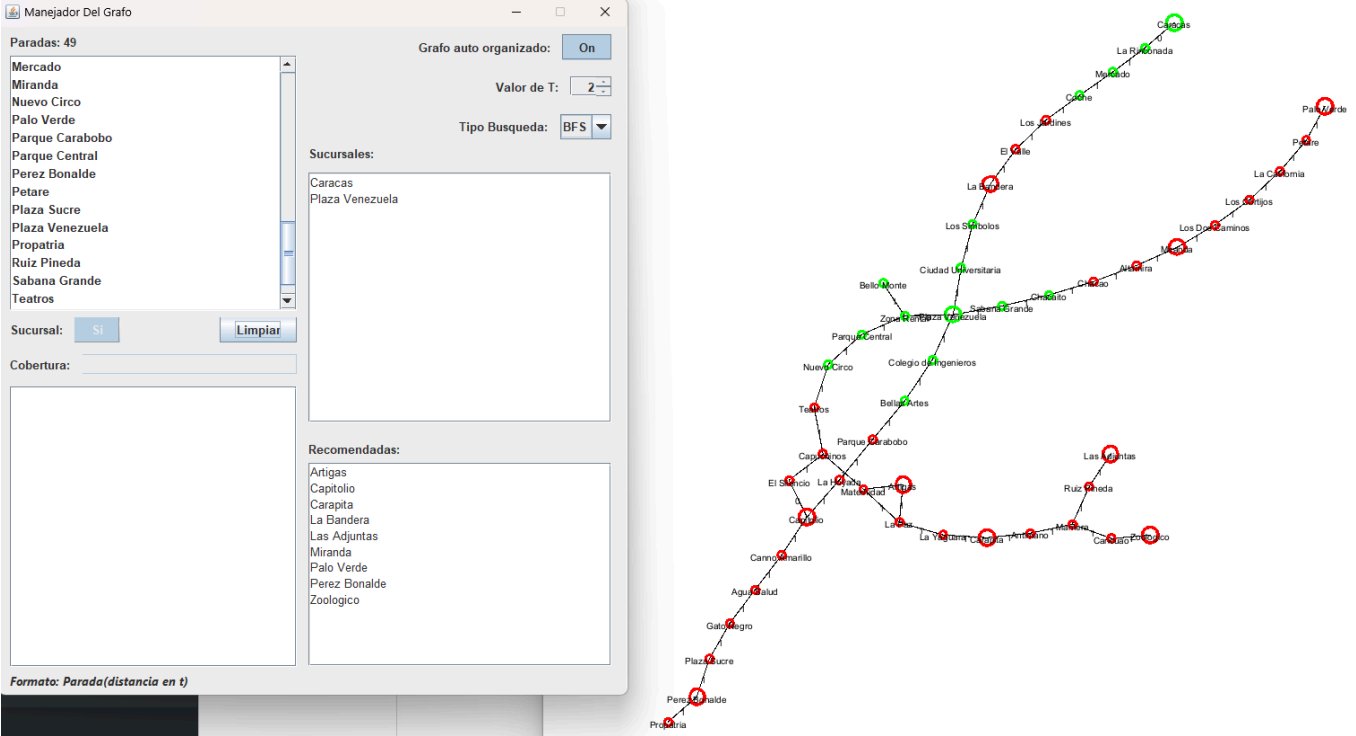 Manejador Del Grafo
Paradas: 49
Mercado
Miranda
Nuevo Circo
Palo Verde
Parque Carabobo
Parque Central
Perez Bonalde
Petare
Plaza Sucre
Plaza Venezuela
Propatria
Ruiz Pineda
Sabana Grande
Teatros
Sucursal:
Si
Limpiar
Cobertura:
Formato: Parada(distancia en t)
Grafo auto organizado:
On
Valor de T:
2
Tipo Busqueda:
BFS
Sucursales:
Caracas
Plaza Venezuela
Recomendadas:
Artigas
Capitolio
Carapita
La Bandera
Las Adjuntas
Miranda
Palo Verde
Perez Bonalde
Zoologico
Caracas
0
La Rinconada
Mercado
Coche
Los Jardines
El Valle
La Bandera
Los Simbolos
Ciudad Universitaria
Palo Verde
Petare
La California
Los Cortijos
Los Dos Caminos
Miranda
Altamira
Chacao
Chacaito
Sabana Grande
Plaza Venezuela
Bello Monte
Zona Rental
Parque Central
Nuevo Circo
Colegio de Ingenieros
Bellas Artes
Teatros
Parque Carabobo
Capuchinos
El Silencio
La Hoyada
Maternidad
Artigas
0
Capitolio
La Paz
La Yaguara
Carapita
Antimano
Mamera
Ruiz Pineda
Las Adjuntas
Caricuao
Zoologico
Canno Amarillo
Agua Salud
Gato Negro
Plaza Sucre
Perez Bonalde
Propatria